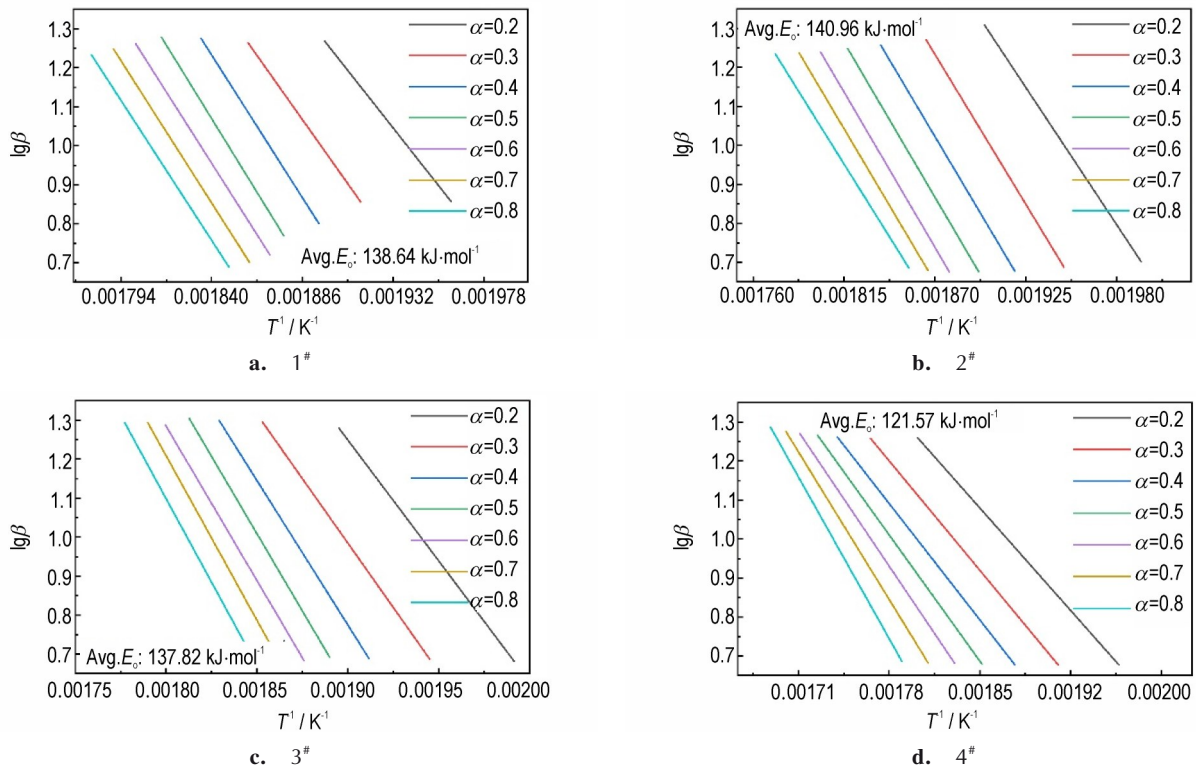 1.3
1.2
1.1
1.0
0.9
0.8
0.7
lgβ
α=0.2
α=0.3
α=0.4
α=0.5
α=0.6
α=0.7
α=0.8
Avg.Eₒ: 138.64 kJ·mol⁻¹
0.001794 0.001840 0.001886 0.001932 0.001978
T¹ / K⁻¹
a. 1#
1.3
1.2
1.1
1.0
0.9
0.8
0.7
lgβ
Avg.Eₒ: 140.96 kJ·mol⁻¹
α=0.2
α=0.3
α=0.4
α=0.5
α=0.6
α=0.7
α=0.8
0.001760 0.001815 0.001870 0.001925 0.001980
T¹ / K⁻¹
b. 2#
1.3
1.2
1.1
1.0
0.9
0.8
0.7
lgβ
α=0.2
α=0.3
α=0.4
α=0.5
α=0.6
α=0.7
α=0.8
Avg.Eₒ: 137.82 kJ·mol⁻¹
0.00175 0.00180 0.00185 0.00190 0.00195 0.00200
T¹ / K⁻¹
c. 3#
1.3
1.2
1.1
1.0
0.9
0.8
0.7
lgβ
Avg.Eₒ: 121.57 kJ·mol⁻¹
α=0.2
α=0.3
α=0.4
α=0.5
α=0.6
α=0.7
α=0.8
0.00171 0.00178 0.00185 0.00192 0.00200
T¹ / K⁻¹
d. 4#